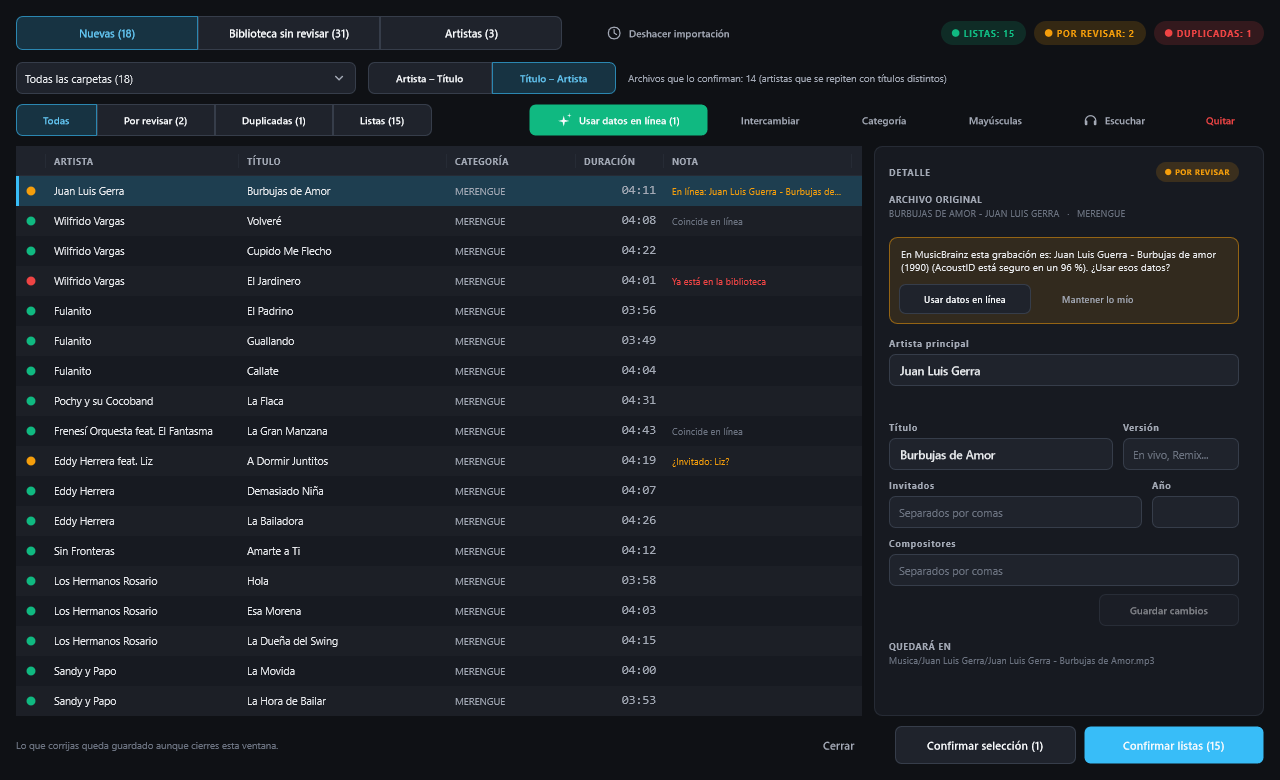 Nuevas (18)
Biblioteca sin revisar (31)
Artistas (3)
Deshacer importación
LISTAS: 15
POR REVISAR: 2
DUPLICADAS: 1
Todas las carpetas (18)
Artista – Título
Título – Artista
Archivos que lo confirman: 14 (artistas que se repiten con títulos distintos)
Todas
Por revisar (2)
Duplicadas (1)
Listas (15)
Usar datos en línea (1)
Intercambiar
Categoría
Mayúsculas
Escuchar
Quitar
ARTISTA TÍTULO CATEGORÍA DURACIÓN NOTA
Juan Luis Gerra Burbujas de Amor MERENGUE 04:11 En línea: Juan Luis Guerra - Burbujas de...
Wilfrido Vargas Volveré MERENGUE 04:08 Coincide en línea
Wilfrido Vargas Cupido Me Flecho MERENGUE 04:22
Wilfrido Vargas El Jardinero MERENGUE 04:01 Ya está en la biblioteca
Fulanito El Padrino MERENGUE 03:56
Fulanito Guallando MERENGUE 03:49
Fulanito Callate MERENGUE 04:04
Pochy y su Cocoband La Flaca MERENGUE 04:31
Frenesí Orquesta feat. El Fantasma La Gran Manzana MERENGUE 04:43 Coincide en línea
Eddy Herrera feat. Liz A Dormir Juntitos MERENGUE 04:19 ¿Invitado: Liz?
Eddy Herrera Demasiado Niña MERENGUE 04:07
Eddy Herrera La Bailadora MERENGUE 04:26
Sin Fronteras Amarte a Ti MERENGUE 04:12
Los Hermanos Rosario Hola MERENGUE 03:58
Los Hermanos Rosario Esa Morena MERENGUE 04:03
Los Hermanos Rosario La Dueña del Swing MERENGUE 04:15
Sandy y Papo La Movida MERENGUE 04:00
Sandy y Papo La Hora de Bailar MERENGUE 03:53
DETALLE
POR REVISAR
ARCHIVO ORIGINAL
BURBUJAS DE AMOR - JUAN LUIS GERRA · MERENGUE
En MusicBrainz esta grabación es: Juan Luis Guerra - Burbujas de amor
(1990) (AcoustID está seguro en un 96 %). ¿Usar esos datos?
Usar datos en línea
Mantener lo mío
Artista principal
Juan Luis Gerra
Título
Versión
Burbujas de Amor
En vivo, Remix...
Invitados
Año
Separados por comas
Compositores
Separados por comas
Guardar cambios
QUEDARÁ EN
Musica/Juan Luis Gerra/Juan Luis Gerra - Burbujas de Amor.mp3
Lo que corrijas queda guardado aunque cierres esta ventana.
Cerrar
Confirmar selección (1)
Confirmar listas (15)